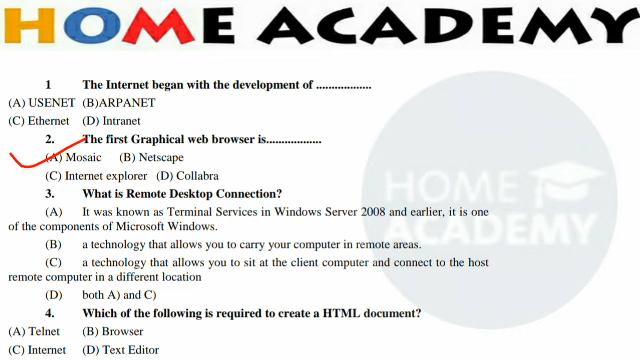 HOME ACADEMY
1 The Internet began with the development of ..................
(A) USENET (B)ARPANET
(C) Ethernet (D) Intranet
2. The first Graphical web browser is..................
(A) Mosaic (B) Netscape
(C) Internet explorer (D) Collabra
3. What is Remote Desktop Connection?
(A) It was known as Terminal Services in Windows Server 2008 and earlier, it is one
of the components of Microsoft Windows.
(B) a technology that allows you to carry your computer in remote areas.
(C) a technology that allows you to sit at the client computer and connect to the host
remote computer in a different location
(D) both A) and C)
4. Which of the following is required to create a HTML document?
(A) Telnet (B) Browser
(C) Internet (D) Text Editor
HOME
ACADEMY